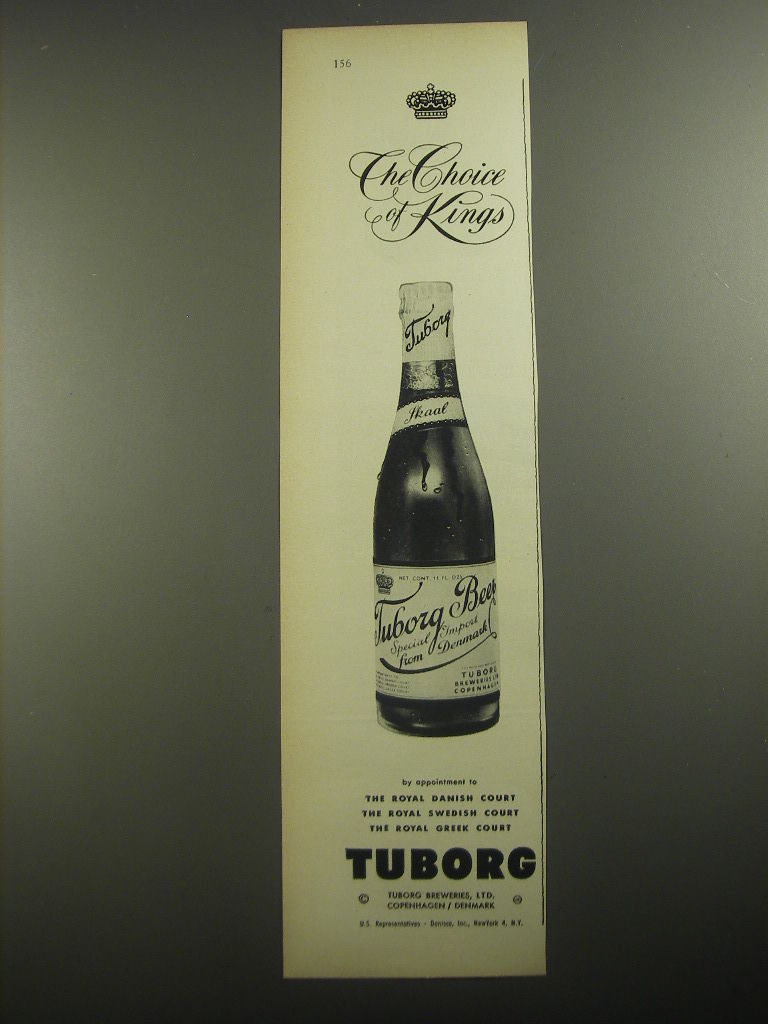 156
The Choice
of Kings
Tuborg
Skaal
NET. CONT. 11 FL. OZS.
Tuborg Beer
Special Import
from Denmark
TUBORG
BREWERIES LTD
COPENHAGEN
by appointment to
THE ROYAL DANISH COURT
THE ROYAL SWEDISH COURT
THE ROYAL GREEK COURT
TUBORG
© TUBORG BREWERIES, LTD. ®
COPENHAGEN / DENMARK
U.S. Representatives - Danisco, Inc., NewYork 4, N.Y.